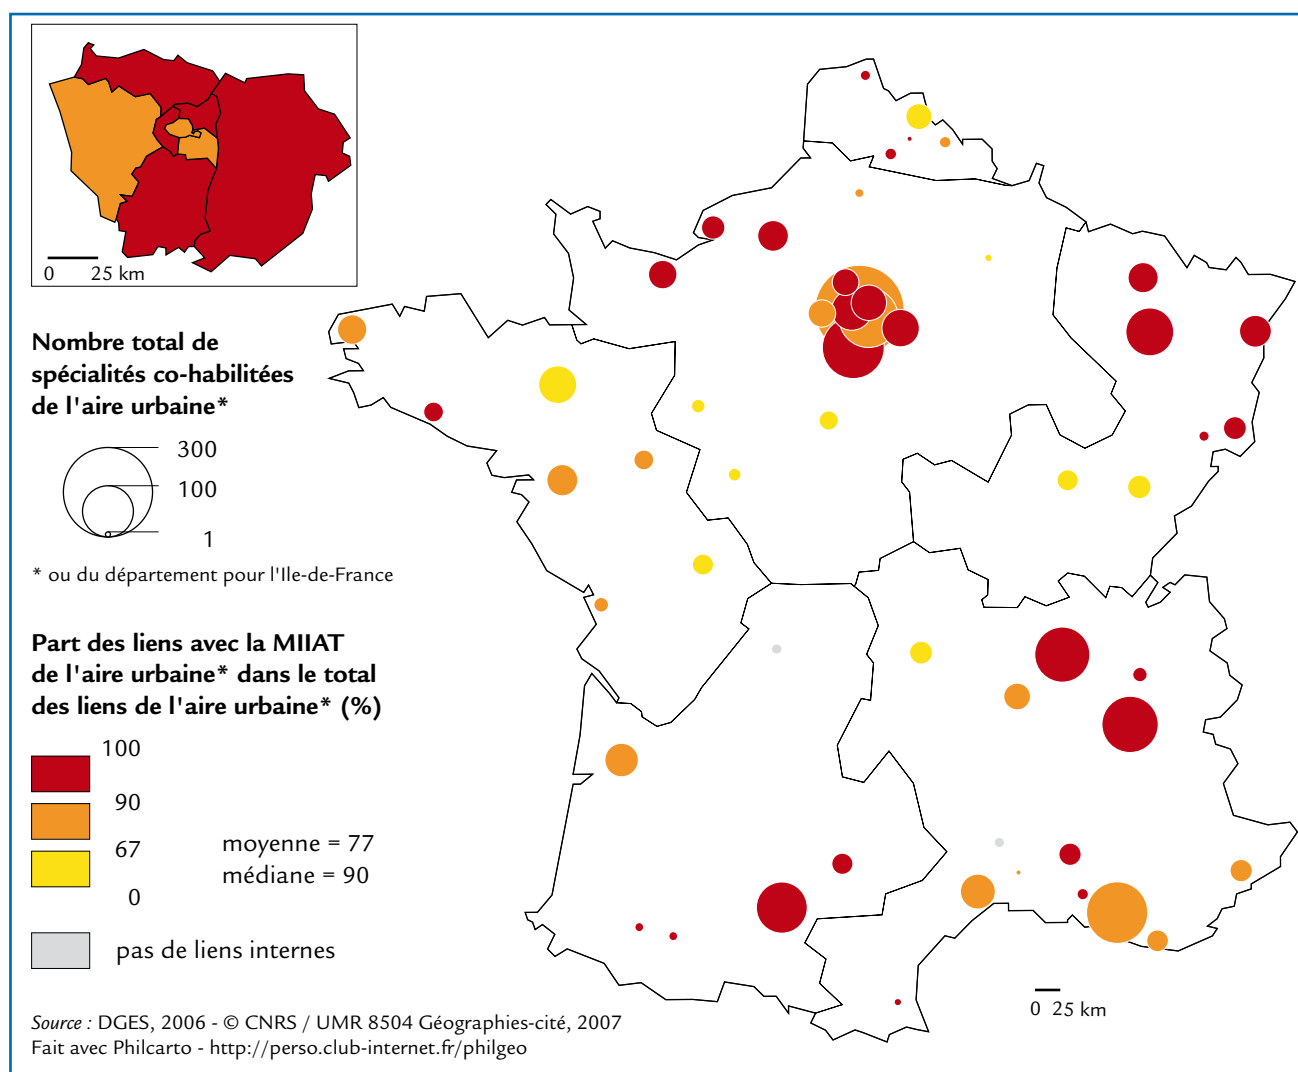 0 25 km
Nombre total de
spécialités co-habilitées
de l'aire urbaine*
300
100
1
* ou du département pour l'Ile-de-France
Part des liens avec la MIIAT
de l'aire urbaine* dans le total
des liens de l'aire urbaine* (%)
100
90
67
0
moyenne = 77
médiane = 90
pas de liens internes
0 25 km
Source : DGES, 2006 - © CNRS / UMR 8504 Géographies-cité, 2007
Fait avec Philcarto - http://perso.club-internet.fr/philgeo